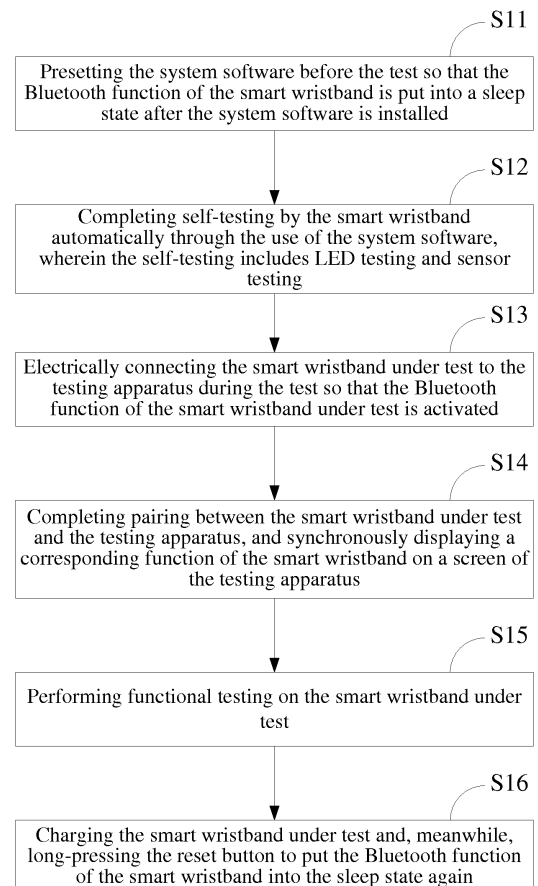 S11
Presetting the system software before the test so that the
Bluetooth function of the smart wristband is put into a sleep
state after the system software is installed
S12
Completing self-testing by the smart wristband
automatically through the use of the system software,
wherein the self-testing includes LED testing and sensor
testing
S13
Electrically connecting the smart wristband under test to the
testing apparatus during the test so that the Bluetooth
function of the smart wristband under test is activated
S14
Completing pairing between the smart wristband under test
and the testing apparatus, and synchronously displaying a
corresponding function of the smart wristband on a screen of
the testing apparatus
S15
Performing functional testing on the smart wristband under
test
S16
Charging the smart wristband under test and, meanwhile,
long-pressing the reset button to put the Bluetooth function
of the smart wristband into the sleep state again